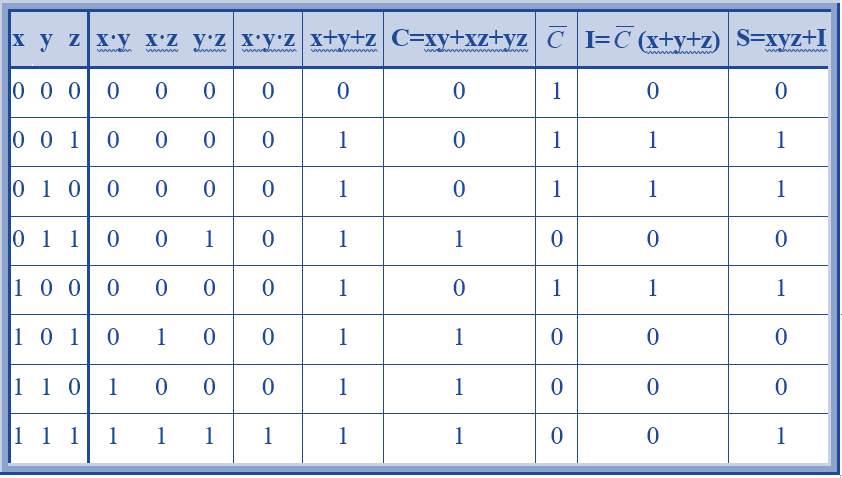 x y z x·y x·z y·z x·y·z x+y+z C=xy+xz+yz C̅ I=C̅ (x+y+z) S=xyz+I
0 0 0 0 0 0 0 0 0 1 0 0
0 0 1 0 0 0 0 1 0 1 1 1
0 1 0 0 0 0 0 1 0 1 1 1
0 1 1 0 0 1 0 1 1 0 0 0
1 0 0 0 0 0 0 1 0 1 1 1
1 0 1 0 1 0 0 1 1 0 0 0
1 1 0 1 0 0 0 1 1 0 0 0
1 1 1 1 1 1 1 1 1 0 0 1